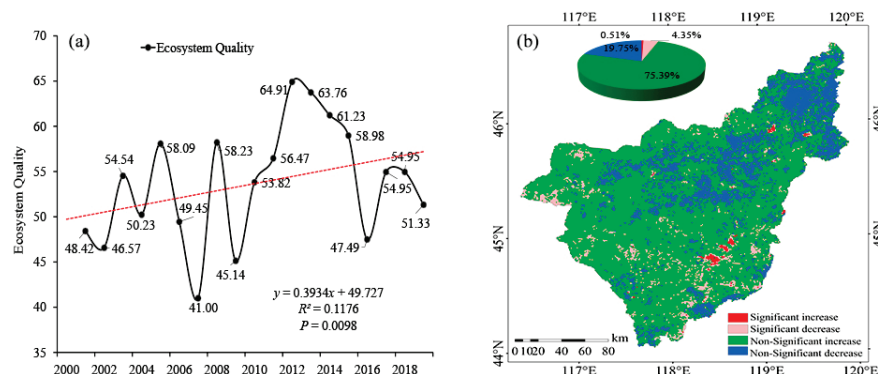 (a)
Ecosystem Quality
70
65
60
55
50
45
40
35
Ecosystem Quality
48.42
46.57
54.54
50.23
58.09
49.45
41.00
58.23
45.14
53.82
56.47
64.91
63.76
61.23
58.98
47.49
54.95
54.95
51.33
y = 0.3934x + 49.727
R² = 0.1176
P = 0.0098
2000 2002 2004 2006 2008 2010 2012 2014 2016 2018
(b)
117°E 118°E 119°E 120°E
0.51% 4.35%
19.75%
75.39%
46°N 46°N
45°N 45°N
44°N 44°N
Significant increase
Significant decrease
Non-Significant increase
Non-Significant decrease
km
0 10 20 40 60 80
117°E 118°E 119°E 120°E